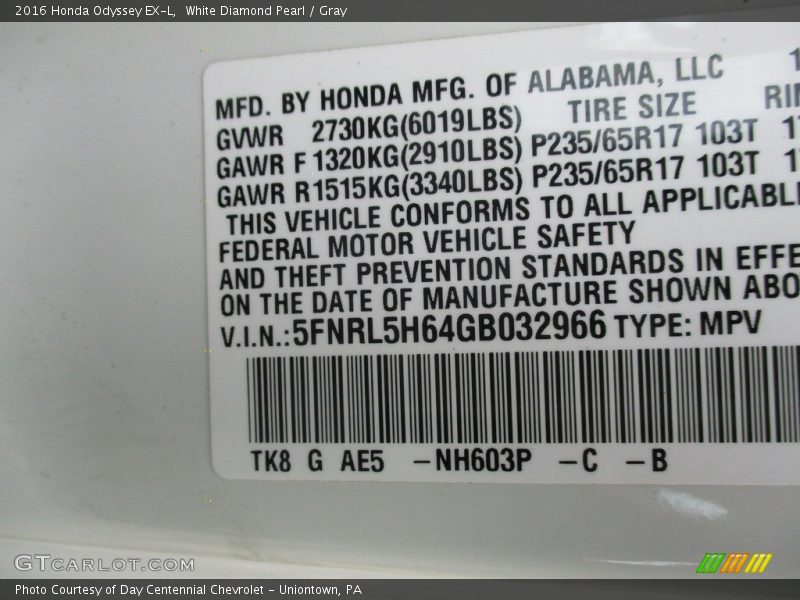 2016 Honda Odyssey EX-L, White Diamond Pearl / Gray
MFD. BY HONDA MFG. OF ALABAMA, LLC
GVWR 2730KG(6019LBS) TIRE SIZE
GAWR F 1320KG(2910LBS) P235/65R17 103T
GAWR R1515KG(3340LBS) P235/65R17 103T
THIS VEHICLE CONFORMS TO ALL APPLICABL
FEDERAL MOTOR VEHICLE SAFETY
AND THEFT PREVENTION STANDARDS IN EFFE
ON THE DATE OF MANUFACTURE SHOWN ABO
V.I.N.:5FNRL5H64GB032966 TYPE: MPV
TK8 G AE5 -NH603P -C -B
GTCARLOT.COM
Photo Courtesy of Day Centennial Chevrolet - Uniontown, PA